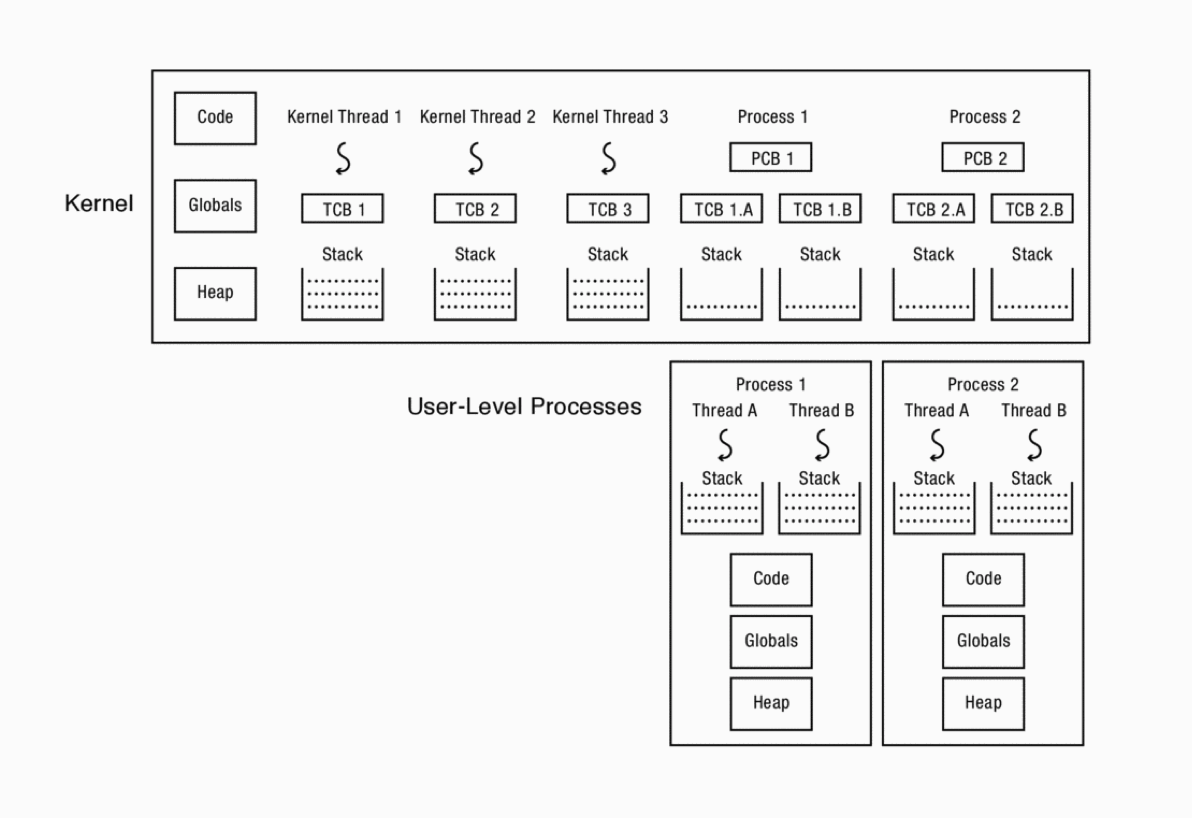 Kernel
Code
Globals
Heap
Kernel Thread 1
Kernel Thread 2
Kernel Thread 3
Process 1
Process 2
PCB 1
PCB 2
TCB 1
TCB 2
TCB 3
TCB 1.A
TCB 1.B
TCB 2.A
TCB 2.B
Stack
Stack
Stack
Stack
Stack
Stack
Stack
User-Level Processes
Process 1
Thread A
Thread B
Stack
Stack
Code
Globals
Heap
Process 2
Thread A
Thread B
Stack
Stack
Code
Globals
Heap